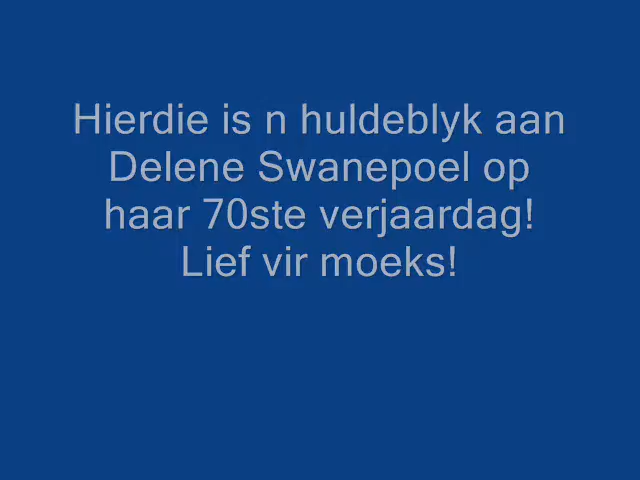 Hierdie is n huldeblyk aan
Delene Swanepoel op
haar 70ste verjaardag!
Lief vir moeks!